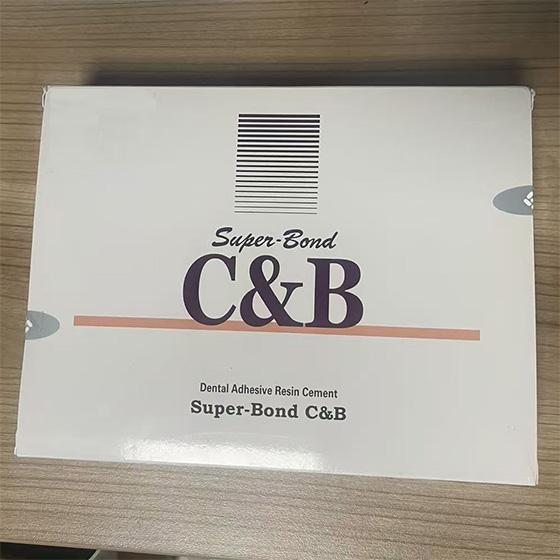 Super-Bond
C&B
Dental Adhesive Resin Cement
Super-Bond C&B